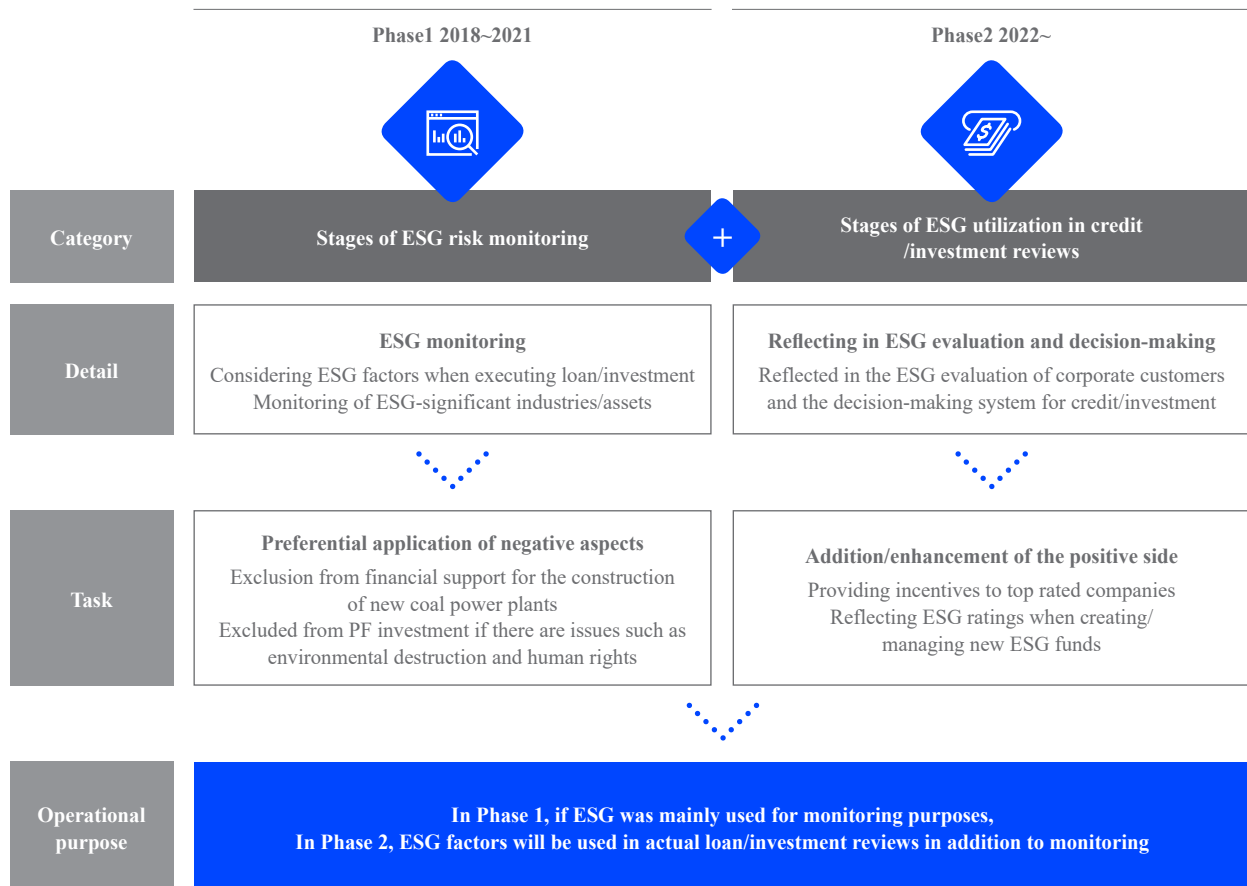 Phase1 2018~2021
Phase2 2022~
$
Category
Stages of ESG risk monitoring
+
Stages of ESG utilization in credit
/investment reviews
Detail
ESG monitoring
Considering ESG factors when executing loan/investment
Monitoring of ESG-significant industries/assets
Reflecting in ESG evaluation and decision-making
Reflected in the ESG evaluation of corporate customers
and the decision-making system for credit/investment
Task
Preferential application of negative aspects
Exclusion from financial support for the construction
of new coal power plants
Excluded from PF investment if there are issues such as
environmental destruction and human rights
Addition/enhancement of the positive side
Providing incentives to top rated companies
Reflecting ESG ratings when creating/
managing new ESG funds
Operational
purpose
In Phase 1, if ESG was mainly used for monitoring purposes,
In Phase 2, ESG factors will be used in actual loan/investment reviews in addition to monitoring